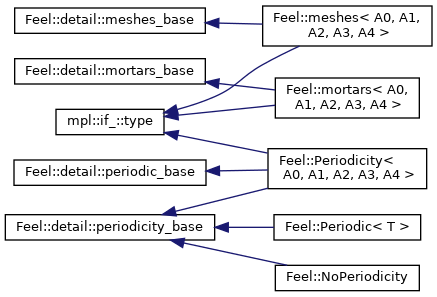 Feel::detail::meshes_base
Feel::meshes< A0, A1,
A2, A3, A4 >
Feel::detail::mortars_base
Feel::mortars< A0,
A1, A2, A3, A4 >
mpl::if_::type
Feel::detail::periodic_base
Feel::Periodicity<
A0, A1, A2, A3, A4 >
Feel::detail::periodicity_base
Feel::Periodic< T >
Feel::NoPeriodicity